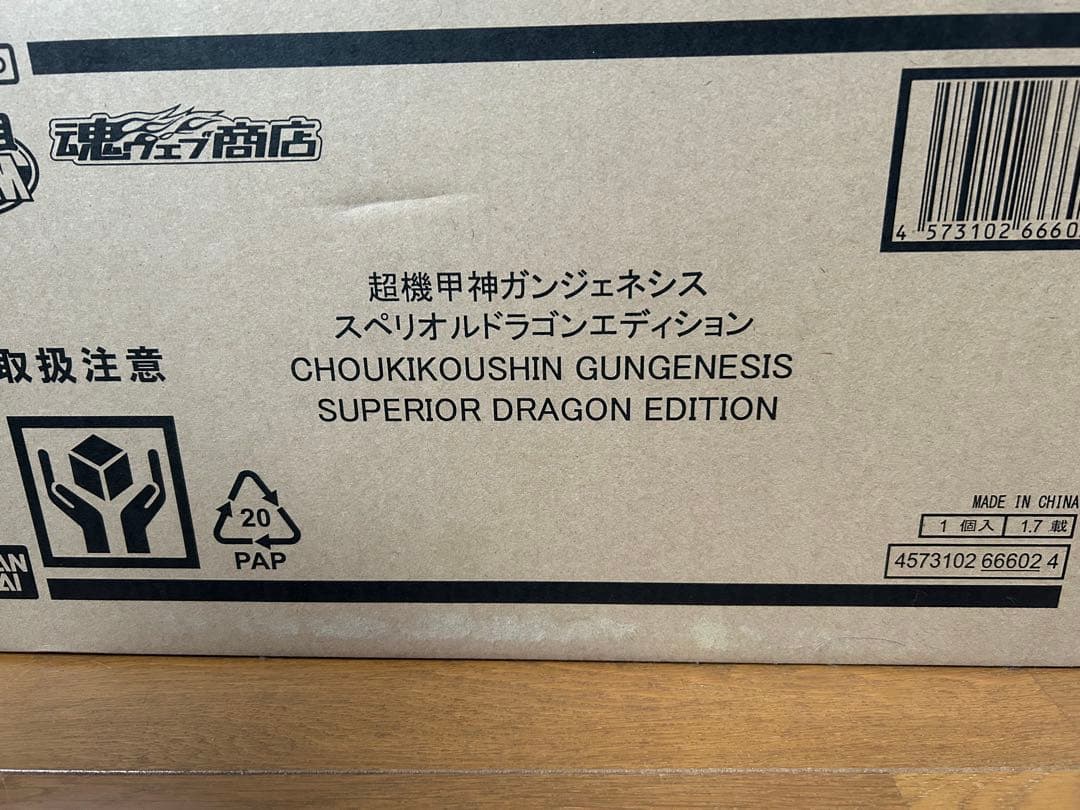 魂ウェブ商店
4 573102 6660
超機甲神ガンジェネシス
スペリオルドラゴンエディション
CHOUKIKOUSHIN GUNGENESIS
SUPERIOR DRAGON EDITION
取扱注意
20
PAP
MADE IN CHINA
1 個入 1.7 載
4573102 66602 4